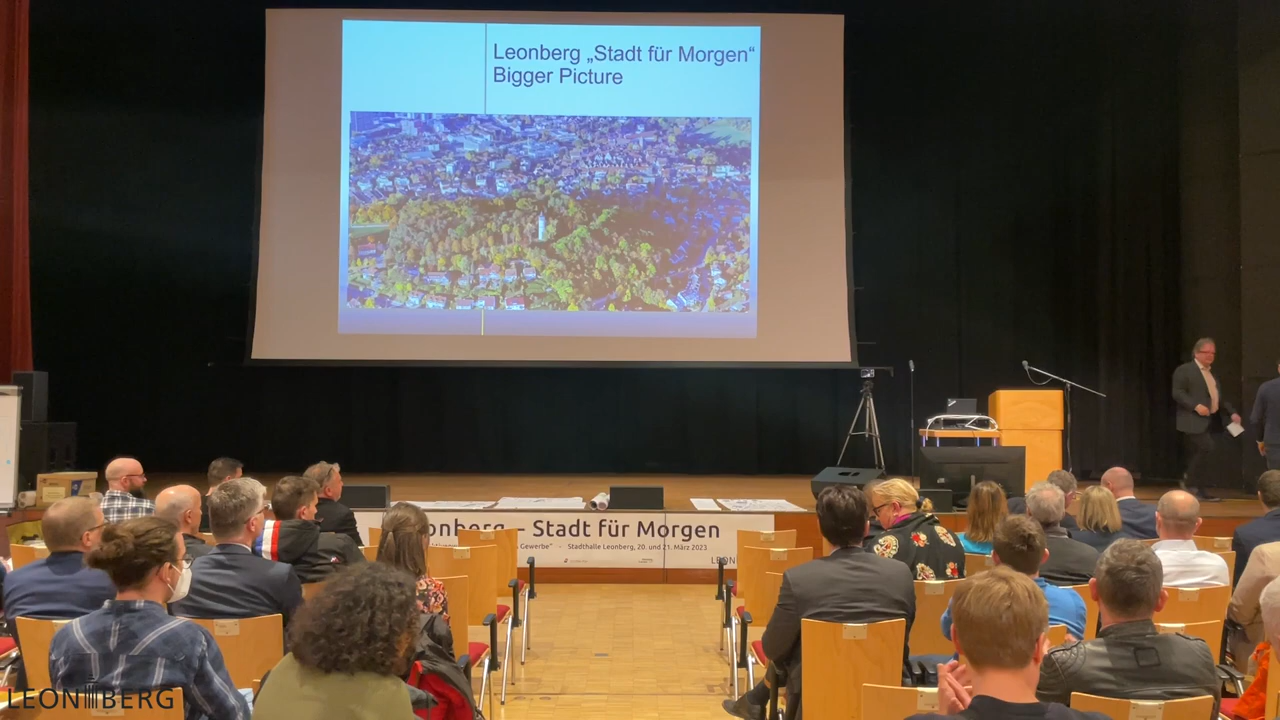 Leonberg „Stadt für Morgen“
Bigger Picture
onberg – Stadt für Morgen
Gewerbe“ - Stadthalle Leonberg, 20. und 21. März 2023
LEON
LEONBERG